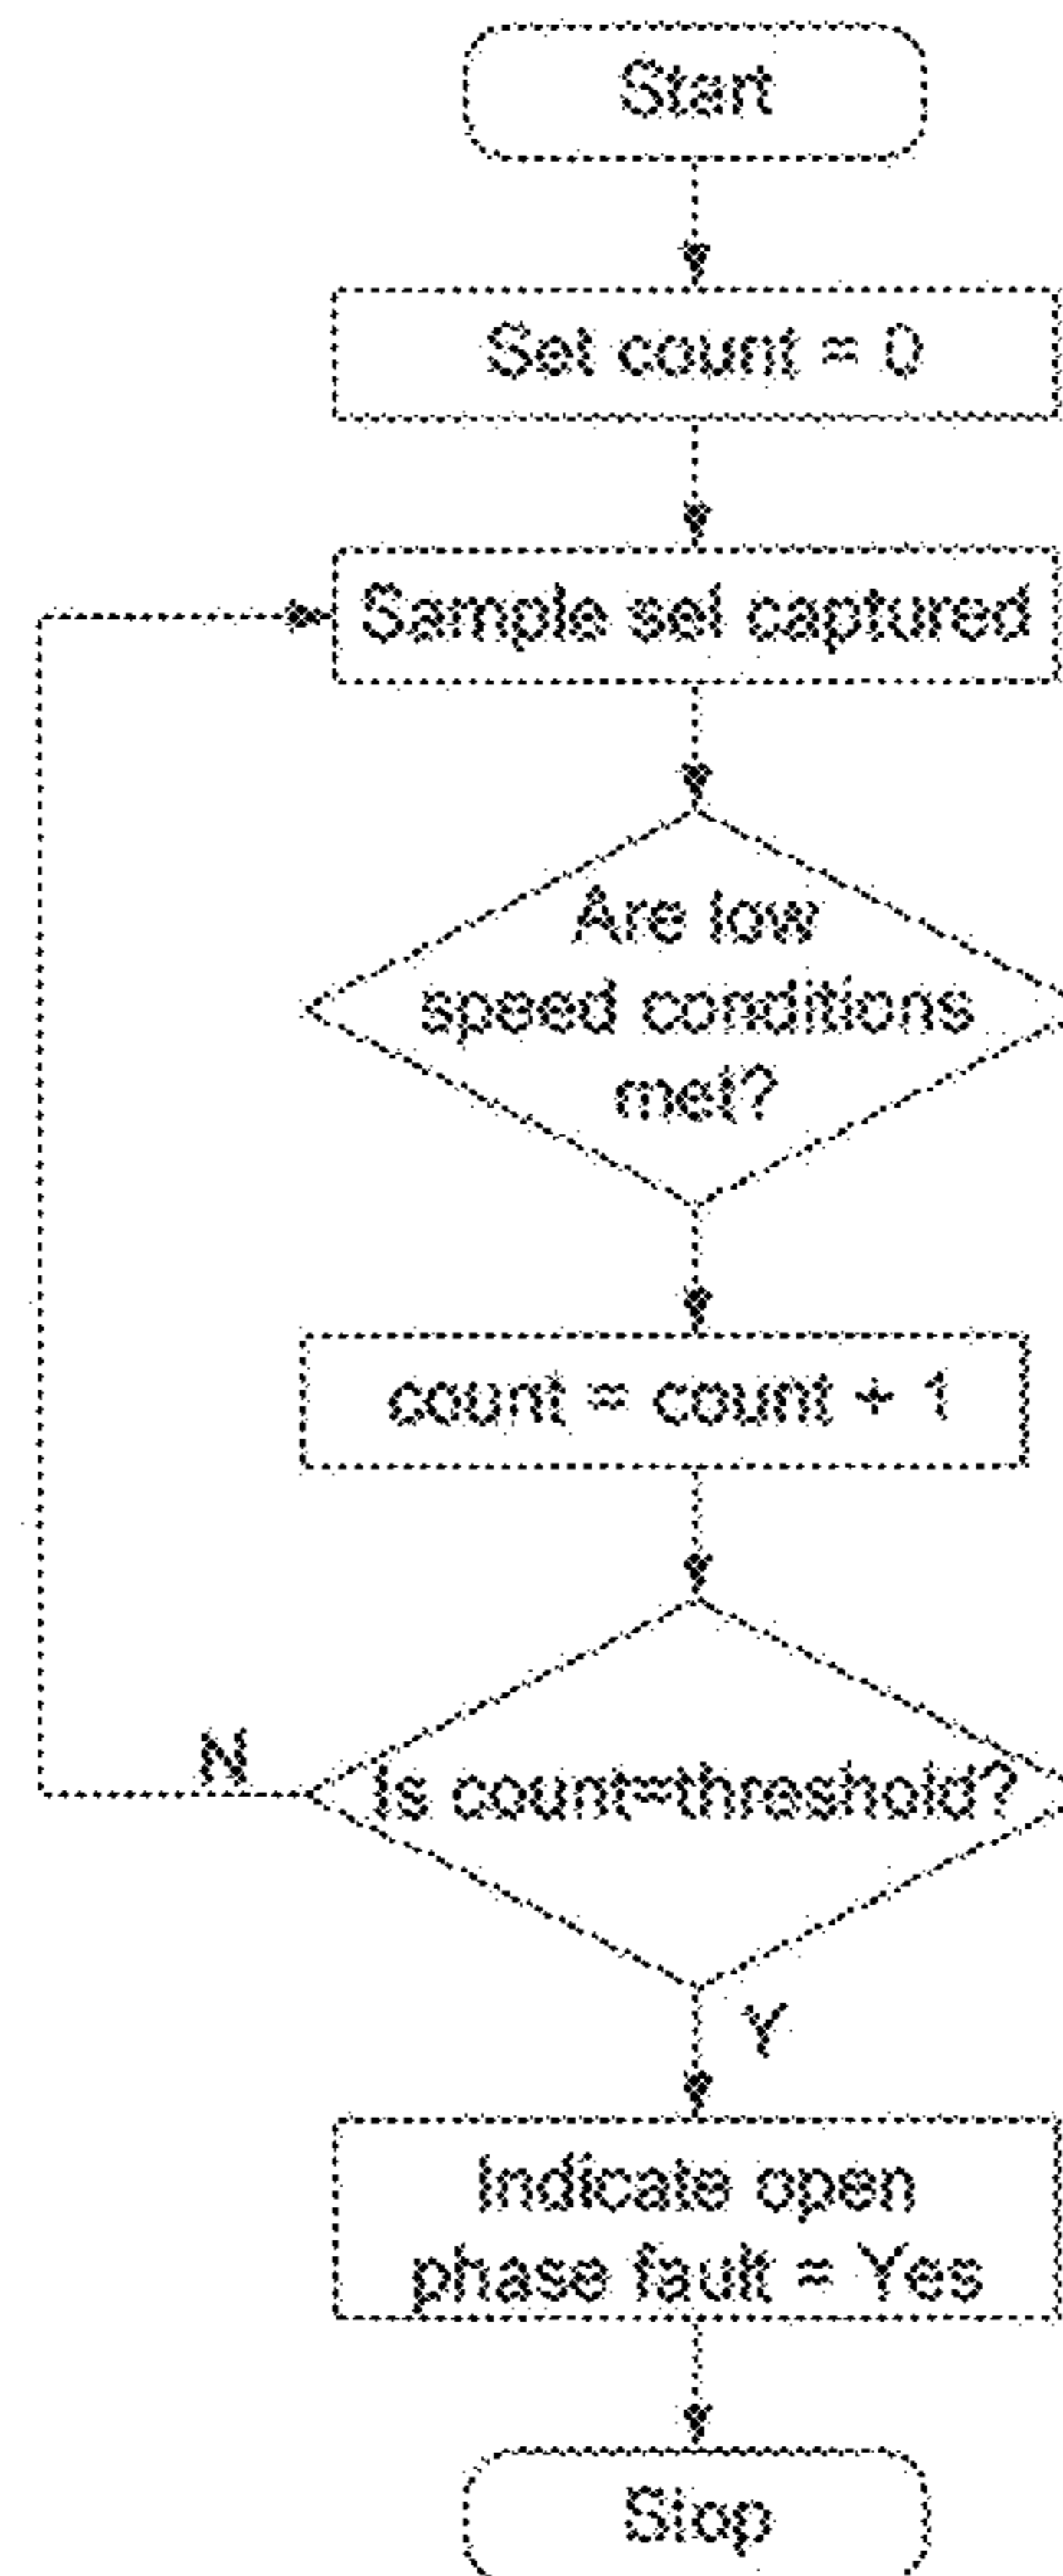 Start
Set count = 0
Sample set captured
Are low
speed conditions
met?
count = count + 1
N
Is count=threshold?
Y
Indicate open
phase fault = Yes
Stop